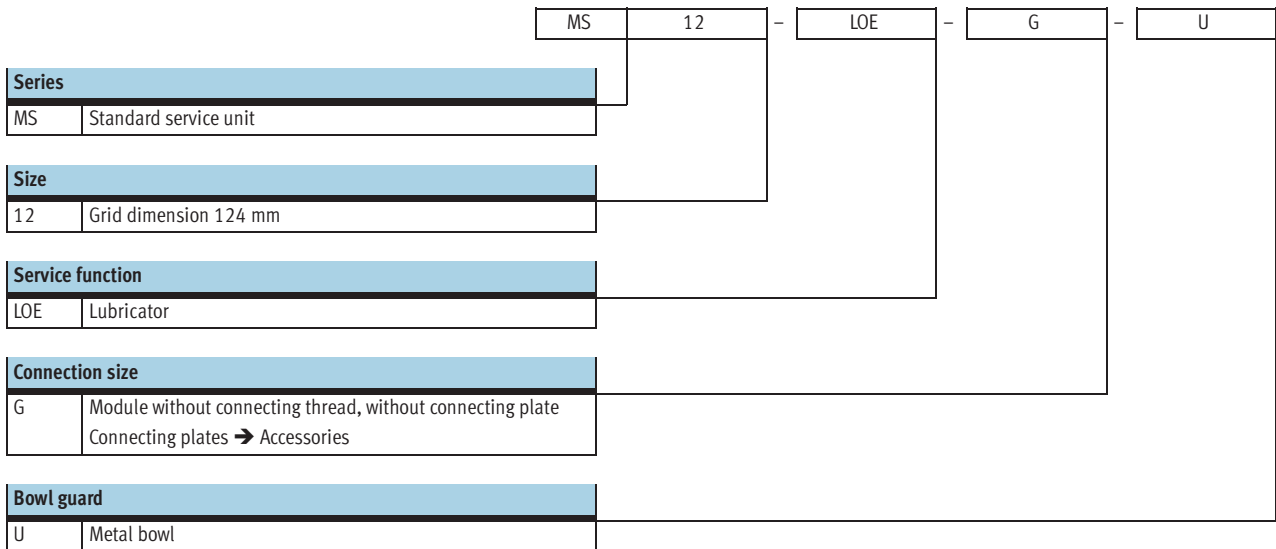 MS 12 – LOE – G – U
Series
MS Standard service unit
Size
12 Grid dimension 124 mm
Service function
LOE Lubricator
Connection size
G Module without connecting thread, without connecting plate
Connecting plates ➔ Accessories
Bowl guard
U Metal bowl